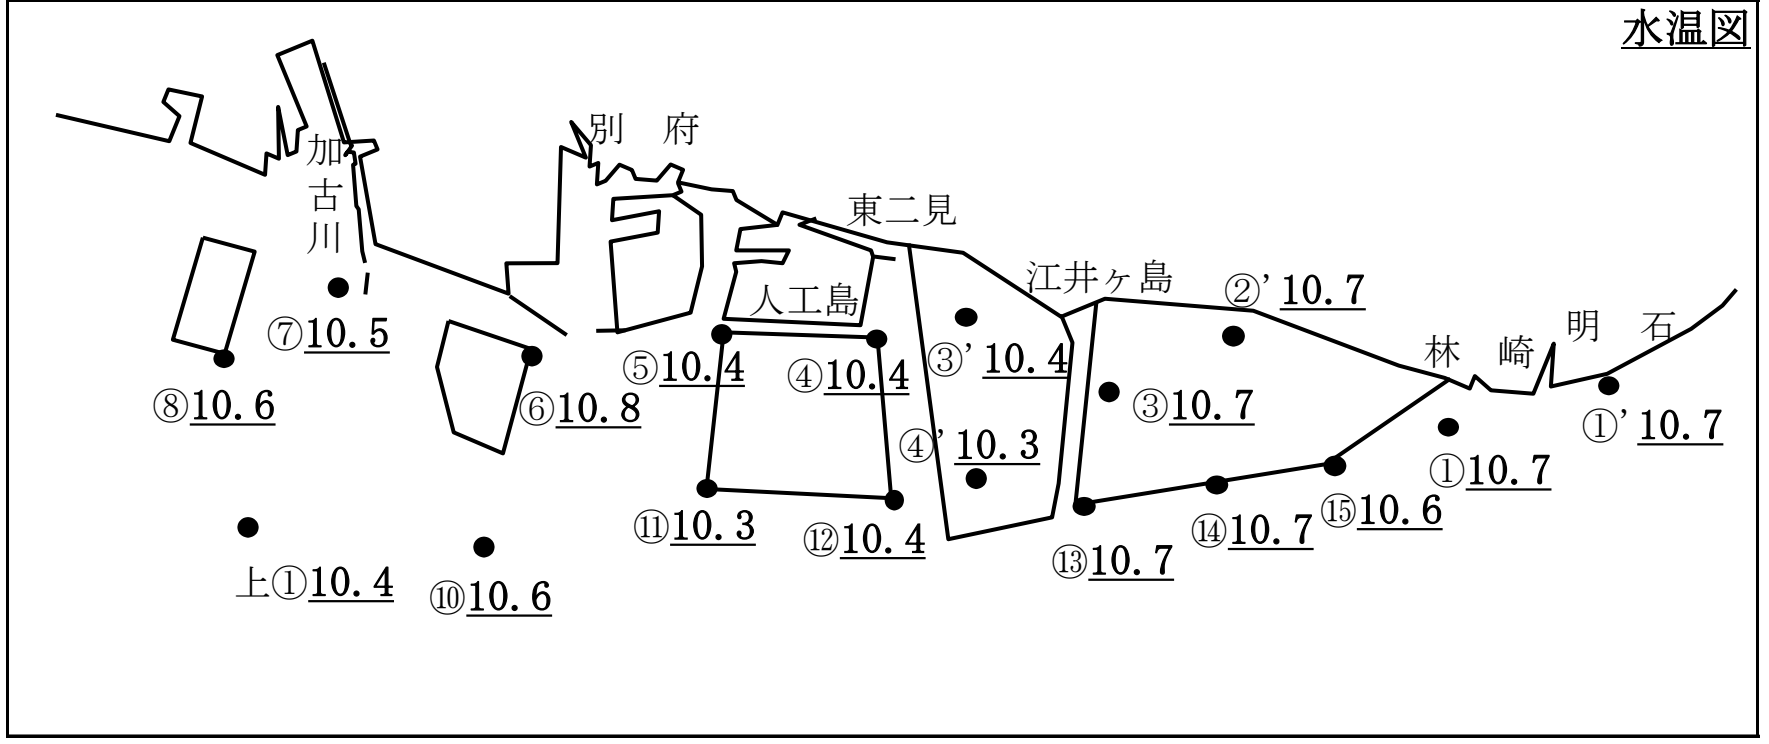 水温図
別　府
加古川
東二見
江井ヶ島
②' 10.7
人工島
明　石
林　崎
⑦10.5
⑤10.4
④10.4
③' 10.4
⑧10.6
⑥10.8
③10.7
①' 10.7
④' 10.3
①10.7
⑪10.3
⑫10.4
⑬10.7
⑭10.7
⑮10.6
上①10.4
⑩10.6